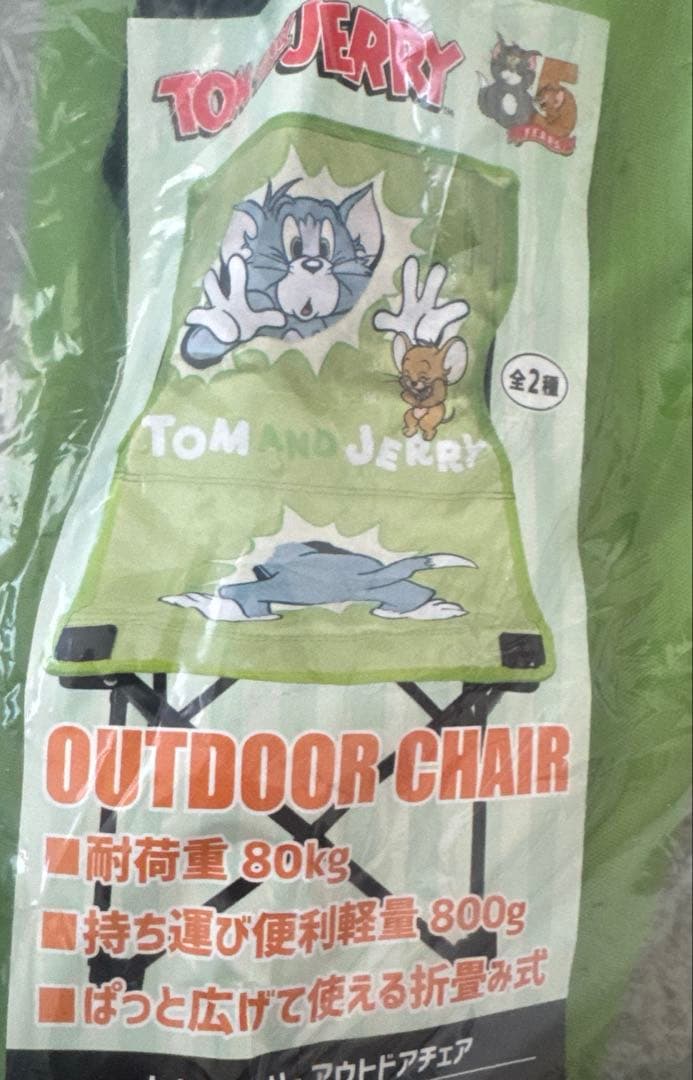 TOM AND JERRY
85
YEARS
全2種
TOM AND JERRY
OUTDOOR CHAIR
■耐荷重 80kg
■持ち運び便利軽量 800g
■ぱっと広げて使える折畳み式
アウトドアチェア